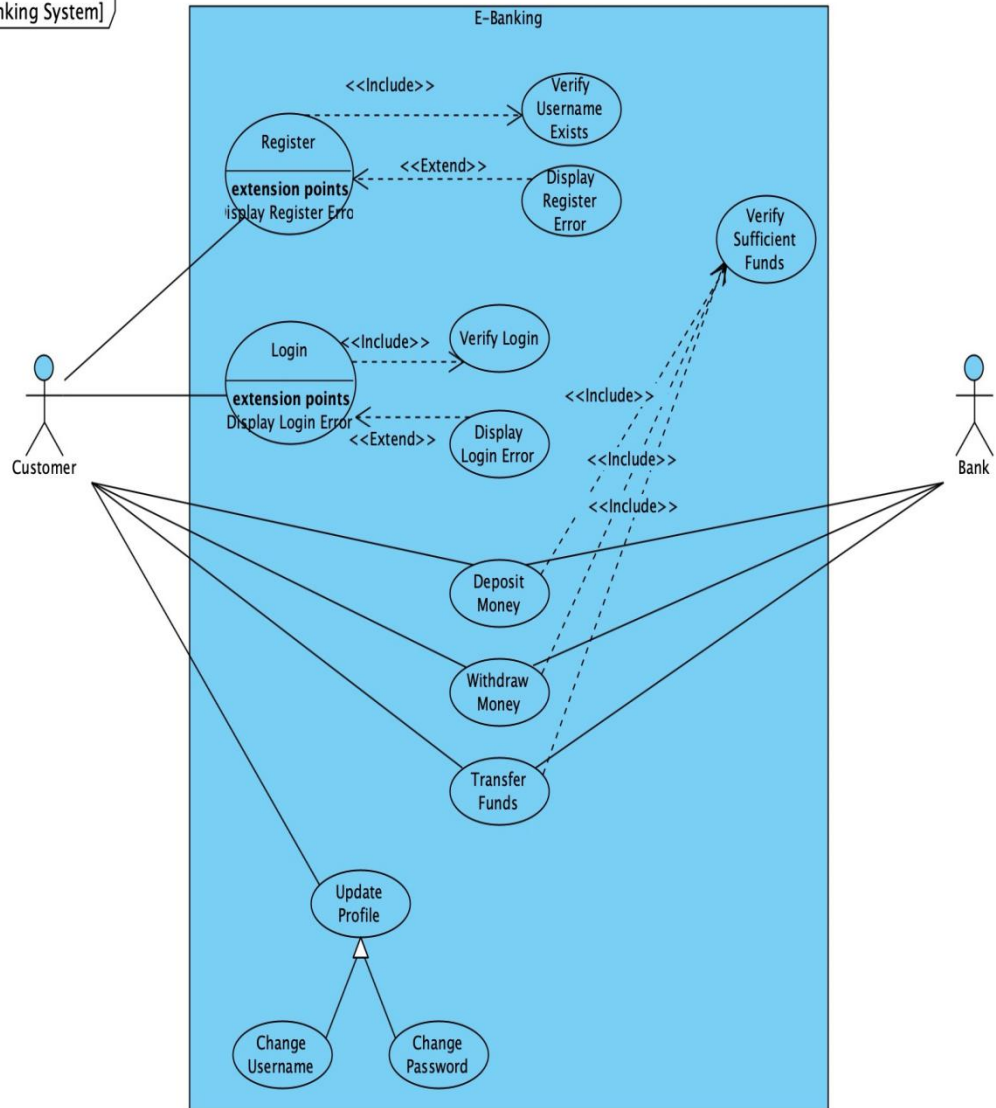 nking System]
E-Banking
<<Include>>
Verify
Username
Exists
Register
<<Extend>>
extension points
isplay Register Erro
Display
Register
Error
Verify
Sufficient
Funds
Login
<<Include>>
Verify Login
extension points
Display Login Error
<<Extend>>
Display
Login Error
<<Include>>
<<Include>>
<<Include>>
Customer
Bank
Deposit
Money
Withdraw
Money
Transfer
Funds
Update
Profile
Change
Username
Change
Password